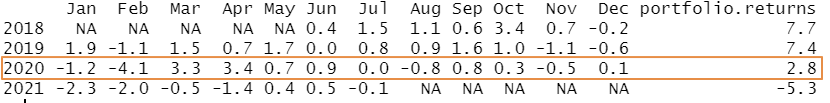 Jan Feb Mar Apr May Jun Jul Aug Sep Oct Nov Dec portfolio.returns
2018 NA NA NA NA NA 0.4 1.5 1.1 0.6 3.4 0.7 -0.2 7.7
2019 1.9 -1.1 1.5 0.7 1.7 0.0 0.8 0.9 1.6 1.0 -1.1 -0.6 7.4
2020 -1.2 -4.1 3.3 3.4 0.7 0.9 0.0 -0.8 0.8 0.3 -0.5 0.1 2.8
2021 -2.3 -2.0 -0.5 -1.4 0.4 0.5 -0.1 NA NA NA NA NA -5.3